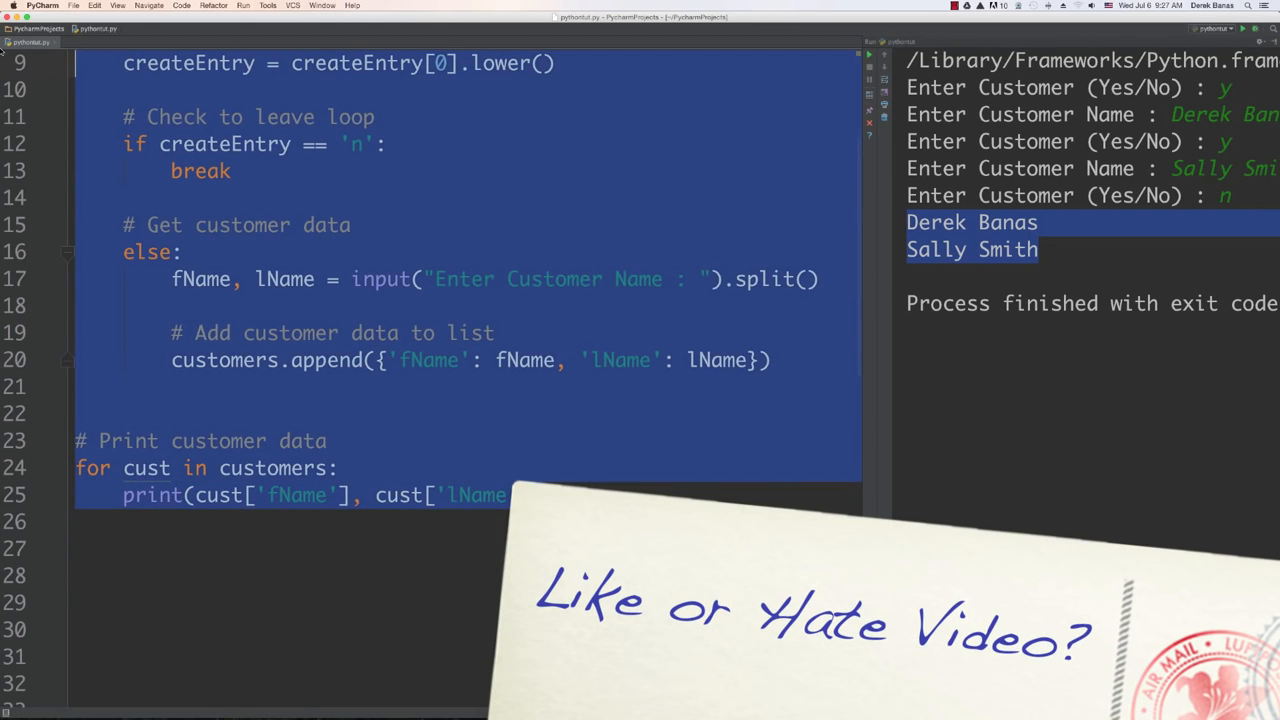 PyCharm File Edit View Navigate Code Refactor Run Tools VCS Window Help
10 Wed Jul 6 9:27 AM Derek Banas
pythontut.py - PycharmProjects - [~/PycharmProjects]
PycharmProjects pythontut.py
pythontut
pythontut.py
Run pythontut
9 createEntry = createEntry[0].lower()
10
11 # Check to leave loop
12 if createEntry == 'n':
13 break
14
15 # Get customer data
16 else:
17 fName, lName = input("Enter Customer Name : ").split()
18
19 # Add customer data to list
20 customers.append({'fName': fName, 'lName': lName})
21
22
23 # Print customer data
24 for cust in customers:
25 print(cust['fName'], cust['lName
26
27
28
29
30
31
32
/Library/Frameworks/Python.fram
Enter Customer (Yes/No) : y
Enter Customer Name : Derek Ban
Enter Customer (Yes/No) : y
Enter Customer Name : Sally Smi
Enter Customer (Yes/No) : n
Derek Banas
Sally Smith
Process finished with exit code
Like or Hate Video?
AIR MAIL